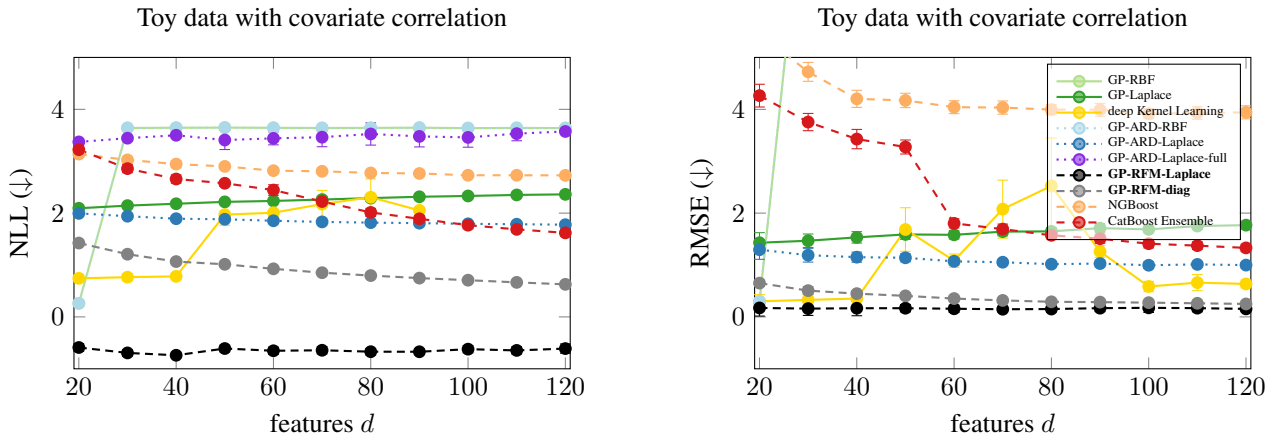 Toy data with covariate correlation
4
2
0
NLL (↓)
20
40
60
80
100
120
features d
Toy data with covariate correlation
4
2
0
RMSE (↓)
20
40
60
80
100
120
features d
GP-RBF
GP-Laplace
deep Kernel Learning
GP-ARD-RBF
GP-ARD-Laplace
GP-ARD-Laplace-full
GP-RFM-Laplace
GP-RFM-diag
NGBoost
CatBoost Ensemble